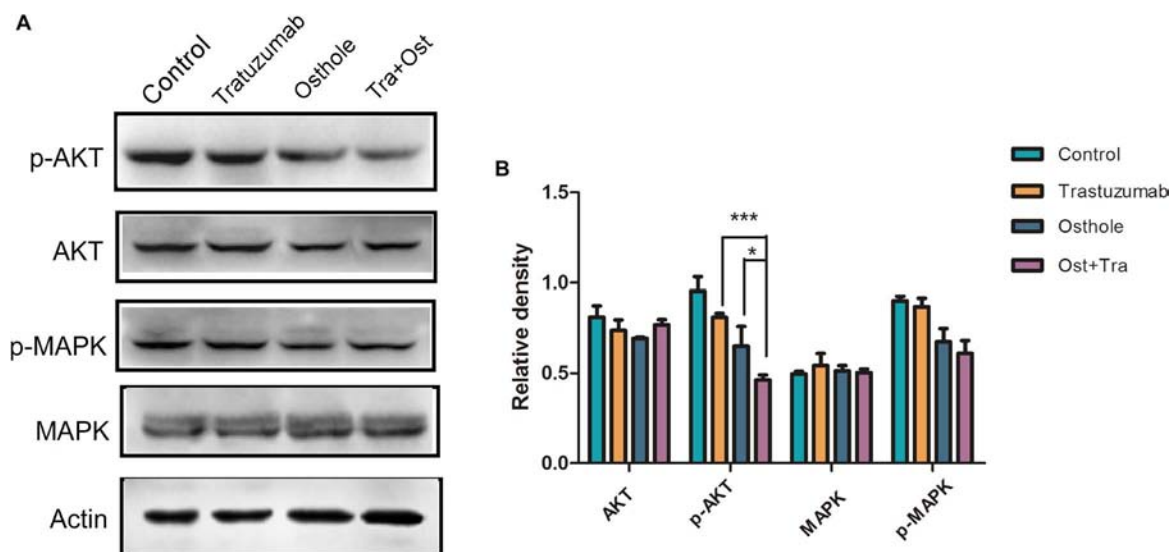 A
Control
Tratuzumab
Osthole
Tra+Ost
p-AKT
AKT
p-MAPK
MAPK
Actin
B
Control
Trastuzumab
Osthole
Ost+Tra
Relative density
1.5
1.0
0.5
0.0
***
*
AKT
p-AKT
MAPK
p-MAPK